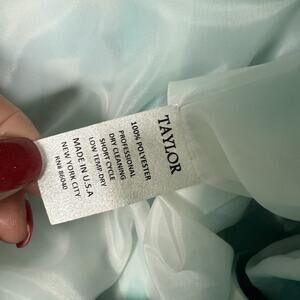 TAYLOR
100% POLYESTER
PROFESSIONAL
DRY CLEANING
SHORT CYCLE
LOW TEMP DRY
MADE IN U.S.A
NEW YORK CITY
RN# 86040